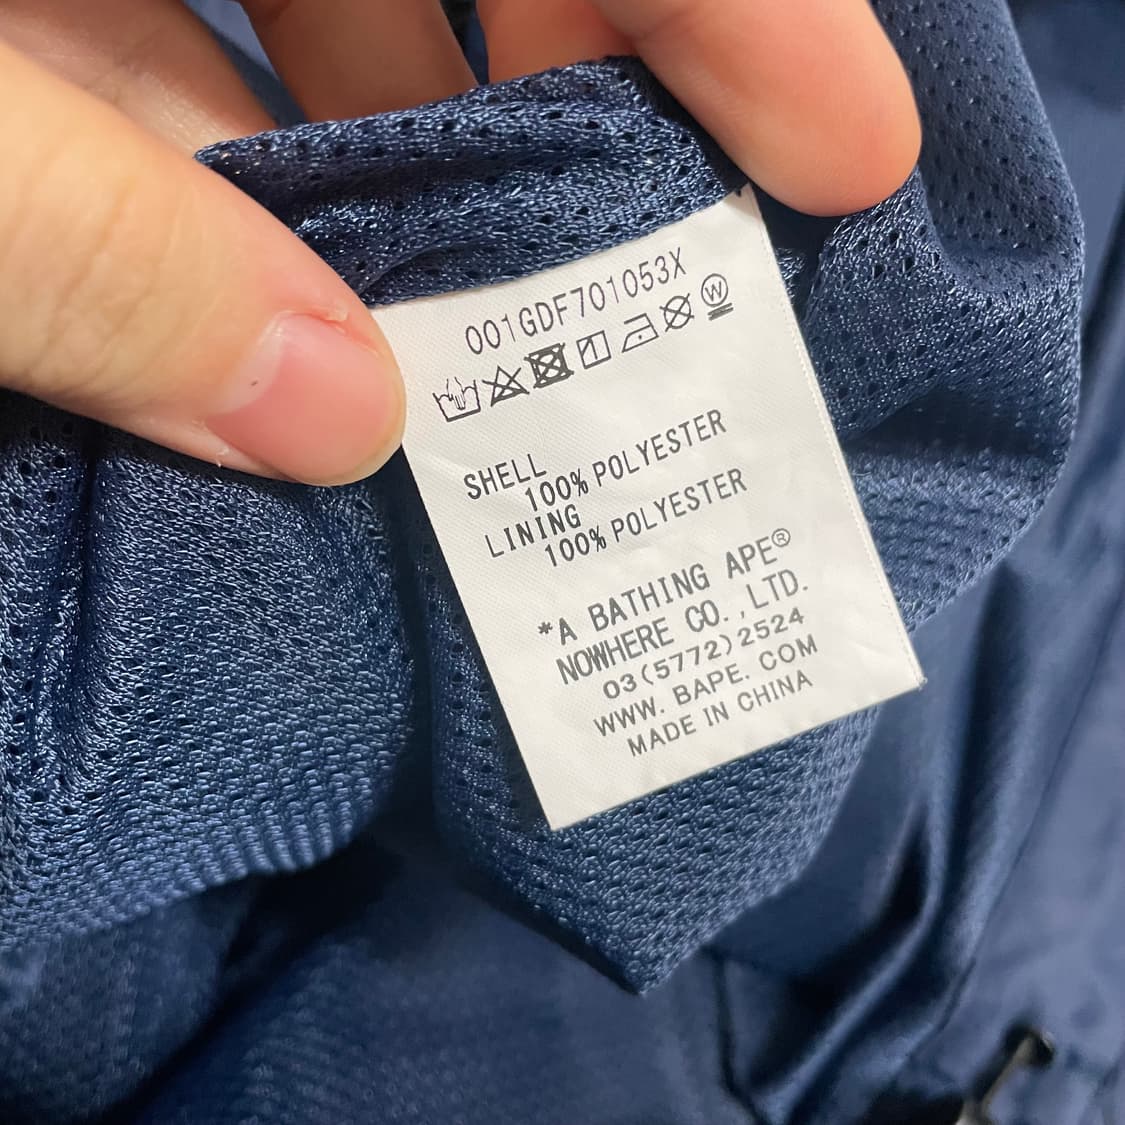 001GDF701053X
W
SHELL
100% POLYESTER
LINING
100% POLYESTER
*A BATHING APE®
NOWHERE CO. ,LTD.
03(5772)2524
WWW. BAPE. COM
MADE IN CHINA